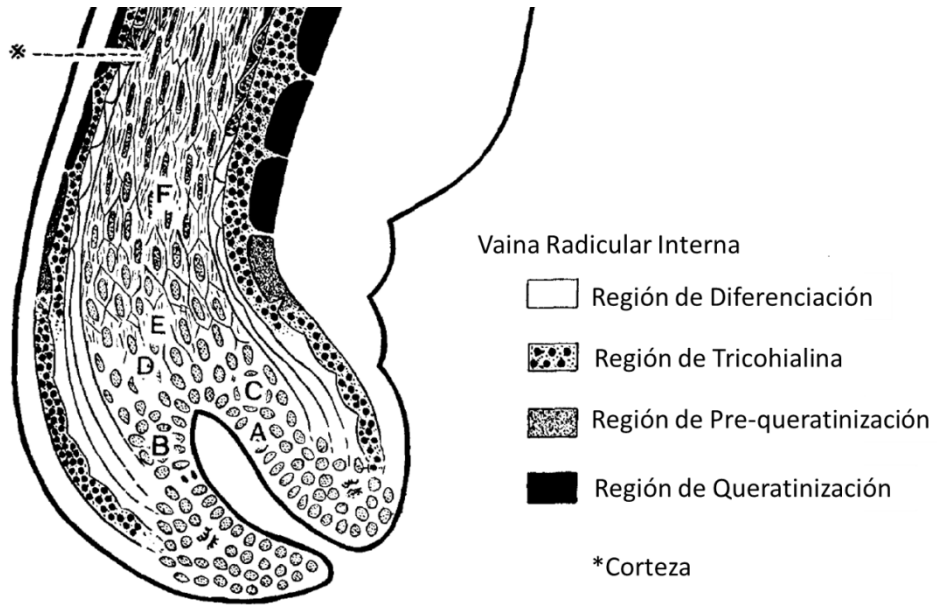 *
F
E
D
C
B
A
Vaina Radicular Interna
Región de Diferenciación
Región de Tricohialina
Región de Pre-queratinización
Región de Queratinización
*Corteza